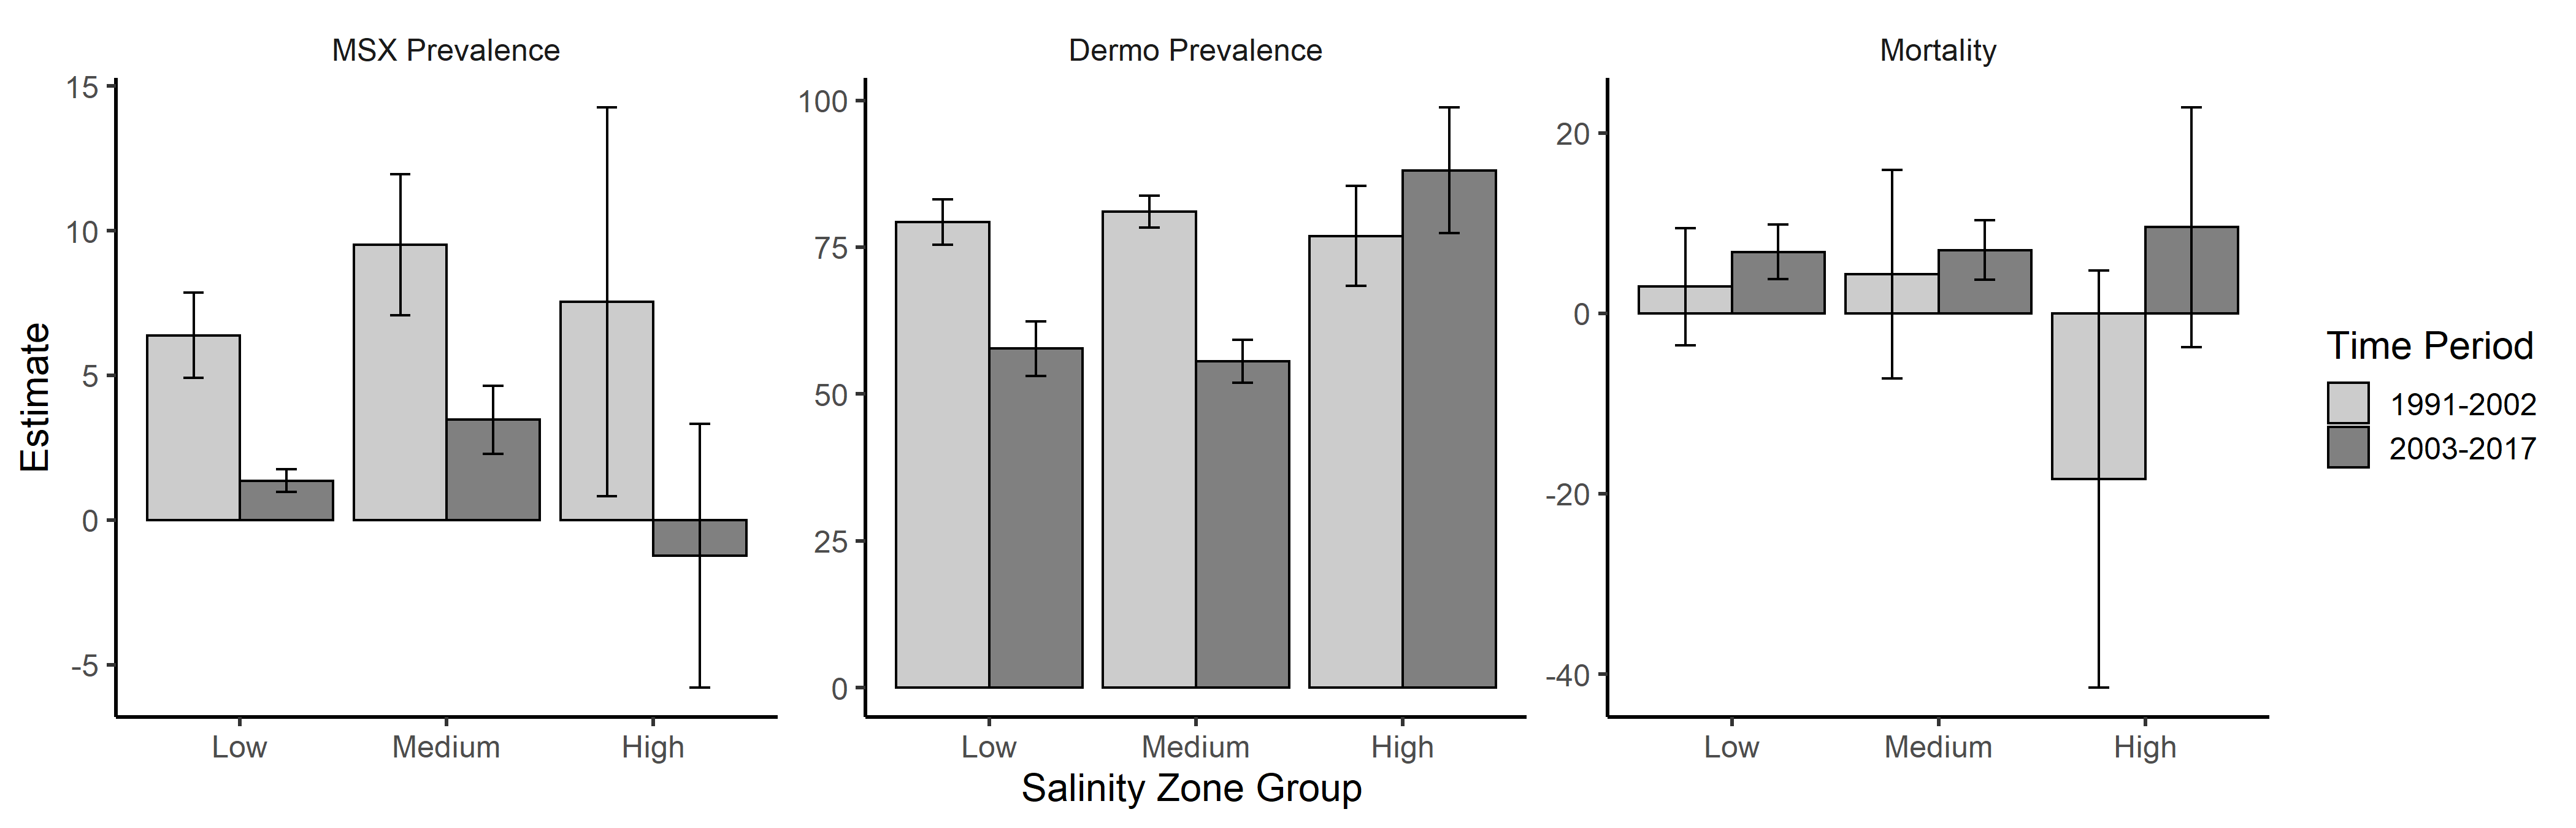 MSX Prevalence
Dermo Prevalence
Mortality
Estimate
15
10
5
0
-5
100
75
50
25
0
20
0
-20
-40
Low Medium High
Low Medium High
Low Medium High
Salinity Zone Group
Time Period
1991-2002
2003-2017